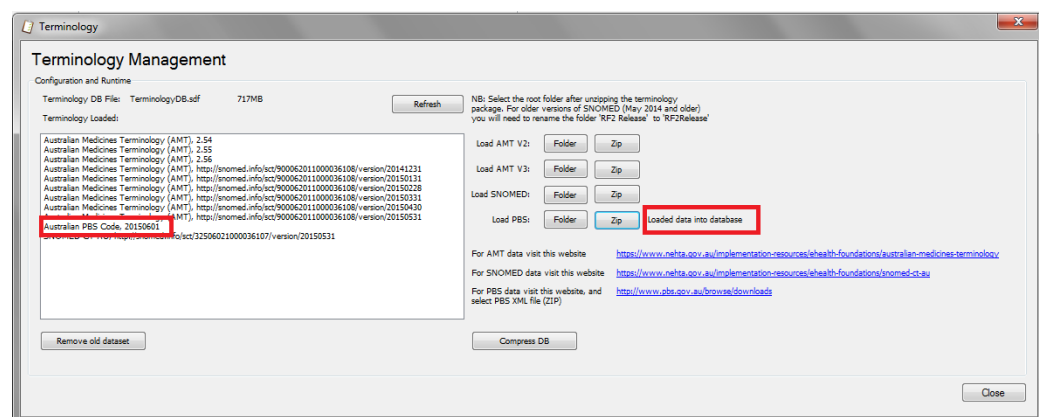 Terminology
Terminology Management
Configuration and Runtime
Terminology DB File: TerminologyDB.sdf 717MB
Refresh
Terminology Loaded:
Australian Medicines Terminology (AMT), 2.54
Australian Medicines Terminology (AMT), 2.55
Australian Medicines Terminology (AMT), 2.56
Australian Medicines Terminology (AMT), http://snomed.info/sct/900062011000036108/version/20141231
Australian Medicines Terminology (AMT), http://snomed.info/sct/900062011000036108/version/20150131
Australian Medicines Terminology (AMT), http://snomed.info/sct/900062011000036108/version/20150228
Australian Medicines Terminology (AMT), http://snomed.info/sct/900062011000036108/version/20150331
Australian Medicines Terminology (AMT), http://snomed.info/sct/900062011000036108/version/20150430
Australian Medicines Terminology (AMT), http://snomed.info/sct/900062011000036108/version/20150531
Australian PBS Code, 20150601
SNOMED CT-AU, http://snomed.info/sct/32506021000036107/version/20150531
Remove old dataset
NB: Select the root folder after unzipping the terminology
package. For older versions of SNOMED (May
2014 and older)
you will need to rename the folder 'RF2 Release' to 'RF2Release'
Load AMT V2: Folder Zip
Load AMT V3: Folder Zip
Load SNOMED: Folder Zip
Load PBS: Folder Zip Loaded data into database
For AMT data visit this website https://www.nehta.gov.au/implementation-resources/ehealth-foundations/australian-medicines-terminology
For SNOMED data visit this website https://www.nehta.gov.au/implementation-resources/ehealth-foundations/snomed-ct-au
For PBS data visit this website, and http://www.pbs.gov.au/browse/downloads
select PBS XML file (ZIP)
Compress DB
Close